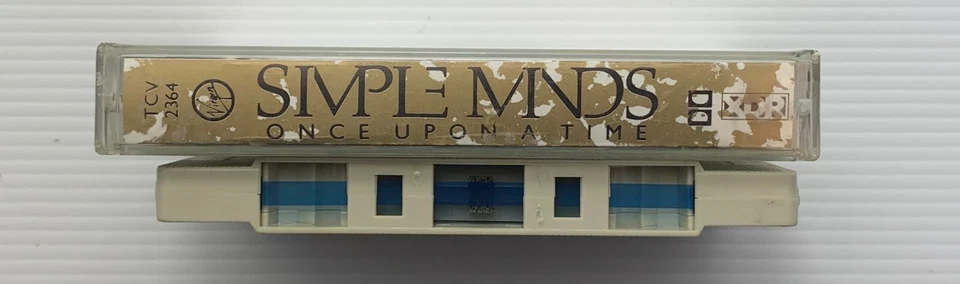 TCV
2364
Virgin
SIMPLE MINDS
ONCE UPON A TIME
XDR